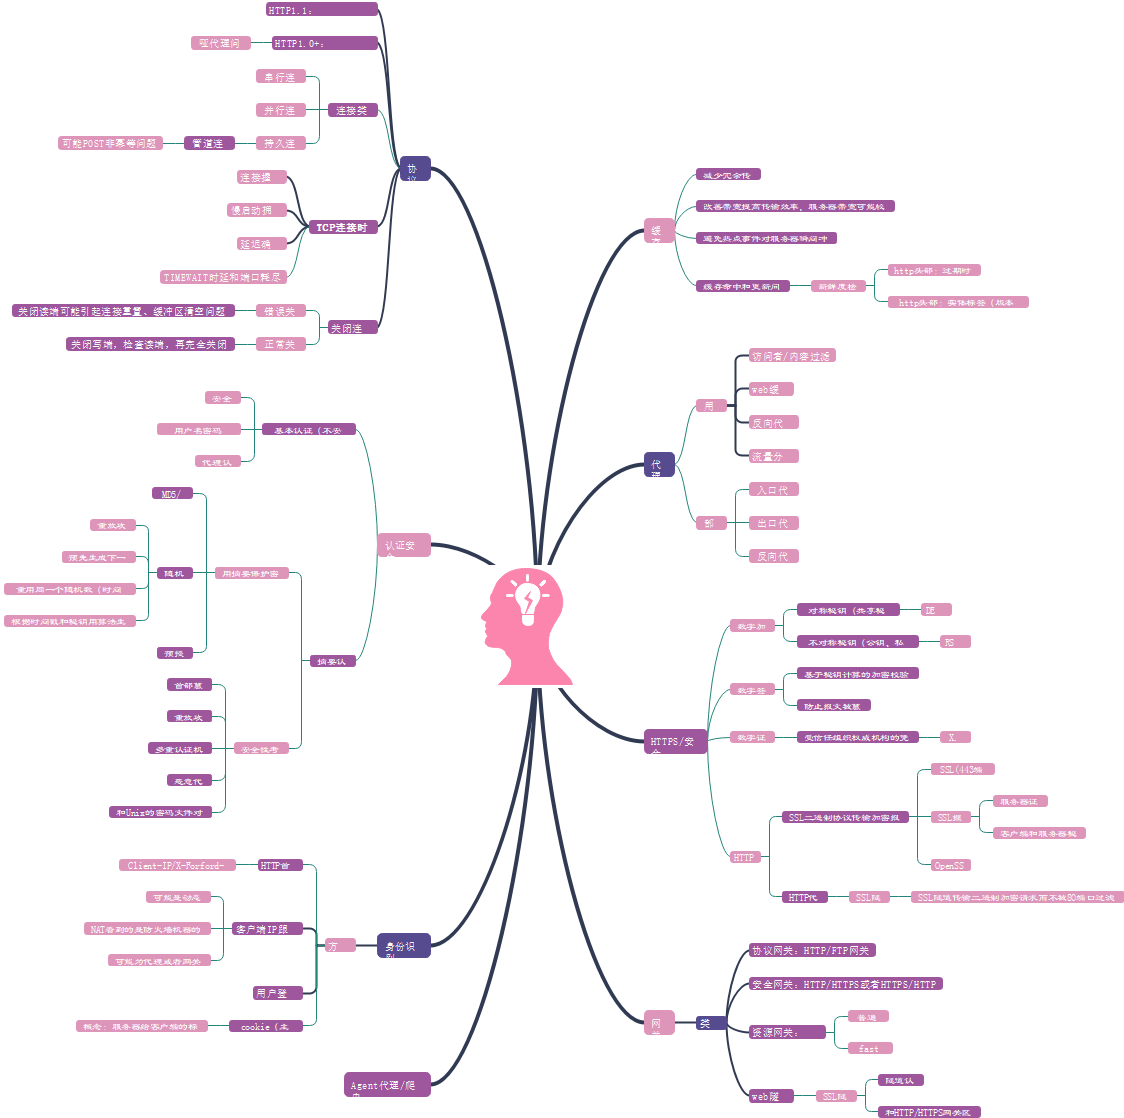 HTTP1.1:
HTTP1.0+:
哑代理问
连接类
串行连
并行连
持久连
管道连
可能POST非幂等问题
协议
TCP连接时
连接握
慢启动拥
延迟确
TIMEWAIT时延和端口耗尽
关闭连
错误关
关闭读端可能引起连接重置、缓冲区清空问题
正常关
关闭写端，检查读端，再完全关闭
认证安
基本认证（不安
安全
用户名密码
代理认
摘要认
用摘要保护密
MD5/
随机
重放攻
预先生成下一
重用同一个随机数（时间
根据时间戳和秘钥用算法生
预授
安全性考
首部篡
重放攻
多重认证机
恶意代
和Unix的密码文件对
身份识
方
HTTP首
Client-IP/X-Forford-
客户端IP跟
可能是动态
NAT看到的是防火墙机器的
可能为代理或者网关
用户登
cookie（主
概念：服务器给客户端的标
Agent代理/爬
缓存
减少冗余传
改善带宽提高传输效率，服务器带宽可能较
避免热点事件对服务器瞬间冲
缓存命中和更新问
新鲜度检
http头部：过期时
http头部：实体标签（版本
代理
用
访问者/内容过滤
web缓
反向代
流量分
部
入口代
出口代
反向代
HTTPS/安
数字加
对称秘钥（共享秘
DE
不对称秘钥（公钥、私
RS
数字签
基于秘钥计算的加密校验
防止报文被篡
数字证
受信任组织权威机构的凭
X.
HTTP
SSL二进制协议传输加密报
SSL(443端
SSL握
服务器证
客户端和服务器秘
OpenSS
HTTP代
SSL隧
SSL隧道传输二进制加密请求而不被80端口过滤
网关
类
协议网关：HTTP/FTP网关
安全网关：HTTP/HTTPS或者HTTPS/HTTP
资源网关：
普通
fast
web隧
SSL隧
隧道认
和HTTP/HTTPS网关区